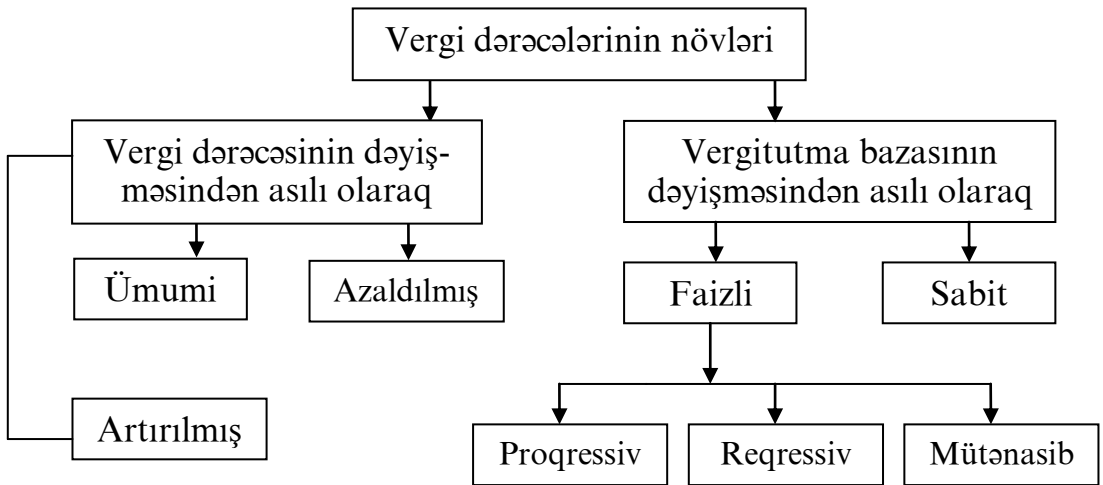 Vergi dərəcələrinin növləri
Vergi dərəcəsinin dəyiş-
məsindən asılı olaraq
Vergitutma bazasının
dəyişməsindən asılı olaraq
Ümumi
Azaldılmış
Faizli
Sabit
Artırılmış
Proqressiv
Reqressiv
Mütənasib